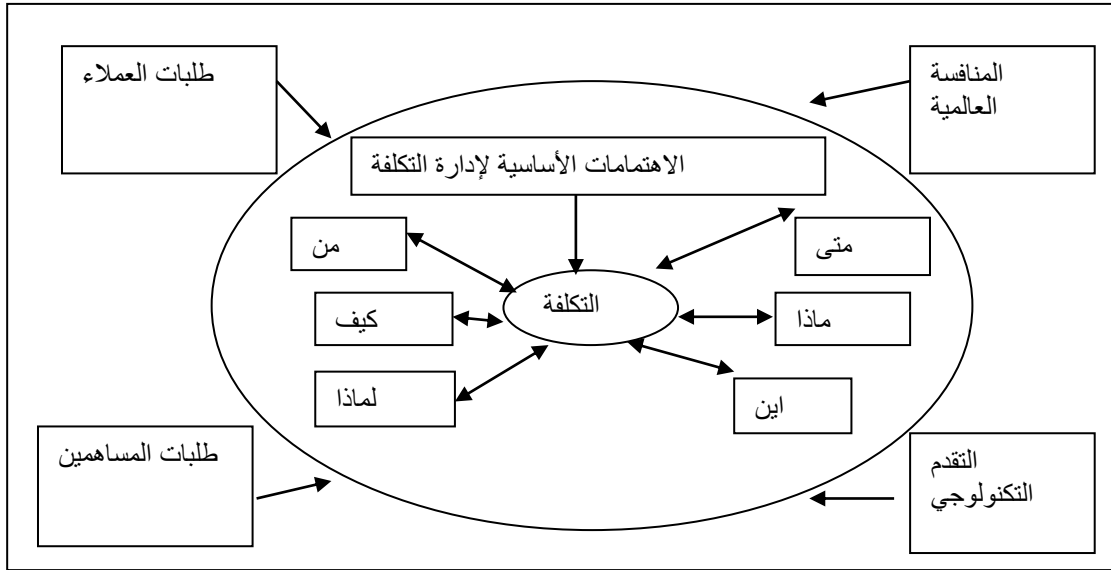 المنافسة
العالمية
طلبات العملاء
الاهتمامات الأساسية لإدارة التكلفة
متى
من
التكلفة
ماذا
كيف
لماذا
اين
التقدم
التكنولوجي
طلبات المساهمين